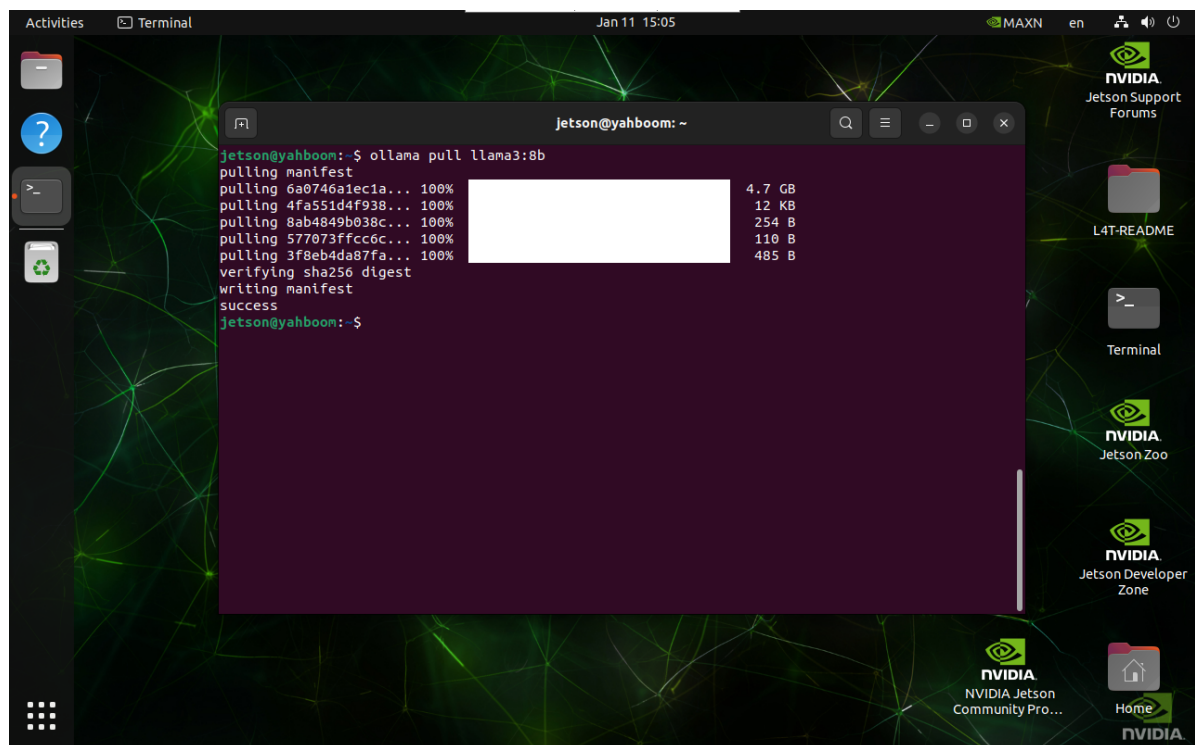 Activities
Terminal
Jan 11 15:05
MAXN
en
jetson@yahboom: ~
jetson@yahboom:~$ ollama pull llama3:8b
pulling manifest
pulling 6a0746a1ec1a... 100% 4.7 GB
pulling 4fa551d4f938... 100% 12 KB
pulling 8ab4849b038c... 100% 254 B
pulling 577073ffcc6c... 100% 110 B
pulling 3f8eb4da87fa... 100% 485 B
verifying sha256 digest
writing manifest
success
jetson@yahboom:~$
NVIDIA.
Jetson Support
Forums
L4T-README
>_
Terminal
NVIDIA.
Jetson Zoo
NVIDIA.
Jetson Developer
Zone
NVIDIA.
NVIDIA Jetson
Community Pro...
Home
NVIDIA.